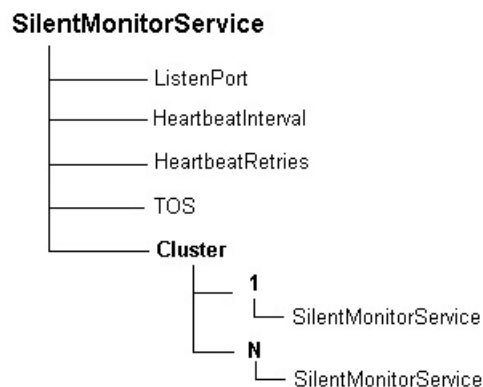 SilentMonitorService
ListenPort
HeartbeatInterval
HeartbeatRetries
TOS
Cluster
1
SilentMonitorService
N
SilentMonitorService